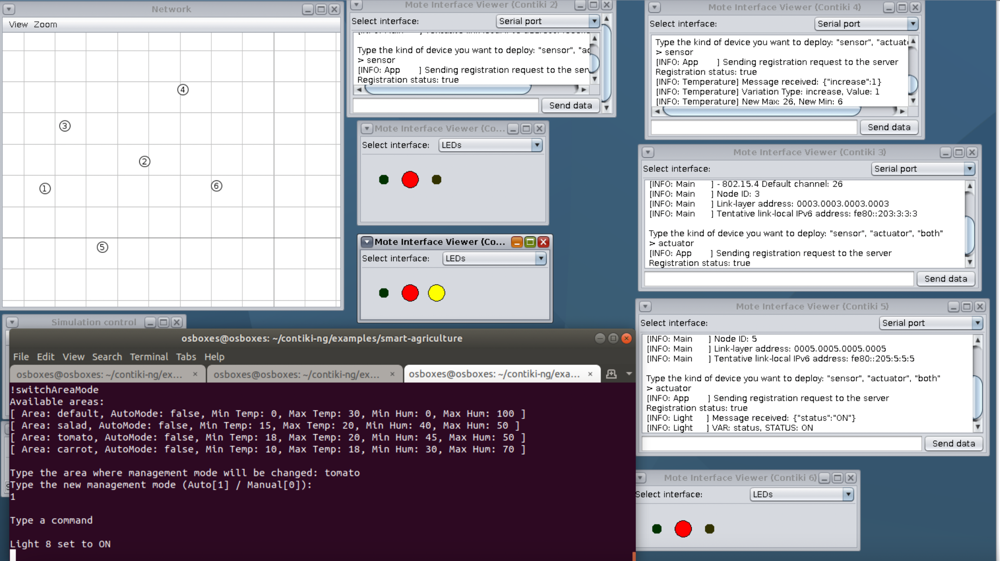 Network
View Zoom
4
3
2
1
6
5
Simulation control
Mote Interface Viewer (Contiki 2)
Select interface:
Serial port
Type the kind of device you want to deploy: "sensor", "ac
> sensor
[INFO: App       ] Sending registration request to the ser
Registration status: true
Send data
Mote Interface Viewer (Co...
Select interface:
LEDs
Mote Interface Viewer (Co...
Select interface:
LEDs
Mote Interface Viewer (Contiki 4)
Select interface:
Serial port
Type the kind of device you want to deploy: "sensor", "actuat
> sensor
[INFO: App       ] Sending registration request to the server
Registration status: true
[INFO: Temperature] Message received: {"increase":1}
[INFO: Temperature] Variation Type: increase, Value: 1
[INFO: Temperature] New Max: 26, New Min: 6
Send data
Mote Interface Viewer (Contiki 3)
Select interface:
Serial port
[INFO: Main      ] - 802.15.4 Default channel: 26
[INFO: Main      ] Node ID: 3
[INFO: Main      ] Link-layer address: 0003.0003.0003.0003
[INFO: Main      ] Tentative link-local IPv6 address: fe80::203:3:3:3
Type the kind of device you want to deploy: "sensor", "actuator", "both"
> actuator
[INFO: App       ] Sending registration request to the server
Registration status: true
Send data
Mote Interface Viewer (Contiki 5)
Select interface:
Serial port
[INFO: Main      ] Node ID: 5
[INFO: Main      ] Link-layer address: 0005.0005.0005.0005
[INFO: Main      ] Tentative link-local IPv6 address: fe80::205:5:5:5
Type the kind of device you want to deploy: "sensor", "actuator", "both"
> actuator
[INFO: App       ] Sending registration request to the server
Registration status: true
[INFO: Light     ] Message received: {"status":"ON"}
[INFO: Light     ] VAR: status, STATUS: ON
Send data
Mote Interface Viewer (Contiki 6)
Select interface:
LEDs
osboxes@osboxes: ~/contiki-ng/examples/smart-agriculture
File Edit View Search Terminal Tabs Help
osboxes@osboxes: ~/contiki-ng/ex...
osboxes@osboxes: ~/contiki-ng/ex...
osboxes@osboxes: ~/contiki-ng/exa...
!switchAreaMode
Available areas:
[ Area: default, AutoMode: false, Min Temp: 0, Max Temp: 30, Min Hum: 0, Max Hum: 100 ]
[ Area: salad, AutoMode: false, Min Temp: 15, Max Temp: 20, Min Hum: 40, Max Hum: 50 ]
[ Area: tomato, AutoMode: false, Min Temp: 18, Max Temp: 20, Min Hum: 45, Max Hum: 50 ]
[ Area: carrot, AutoMode: false, Min Temp: 10, Max Temp: 18, Min Hum: 30, Max Hum: 70 ]
Type the area where management mode will be changed: tomato
Type the new management mode (Auto[1] / Manual[0]):
1
Type a command
Light 8 set to ON